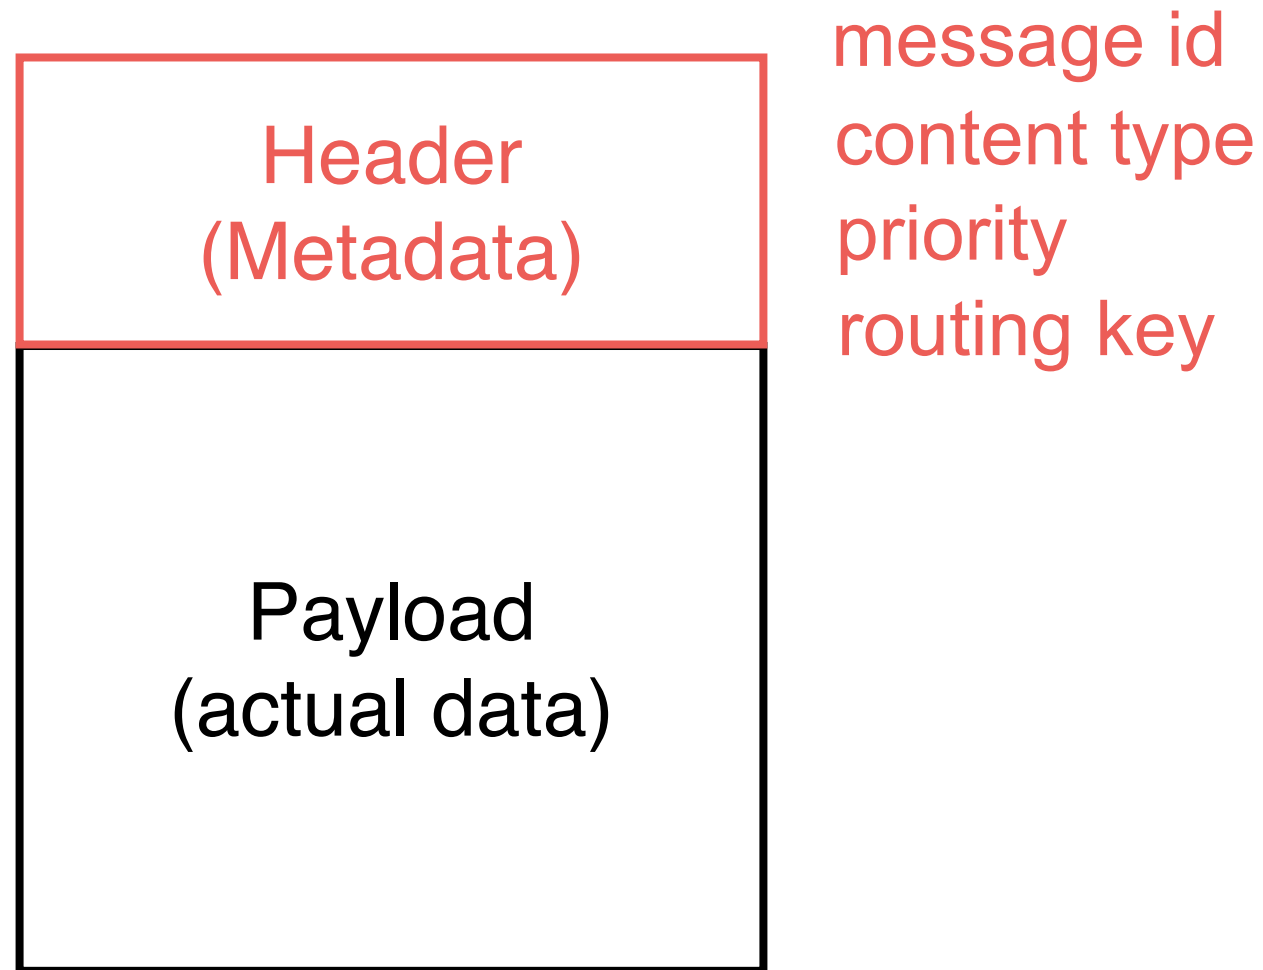 Header
(Metadata)
message id
content type
priority
routing key
Payload
(actual data)